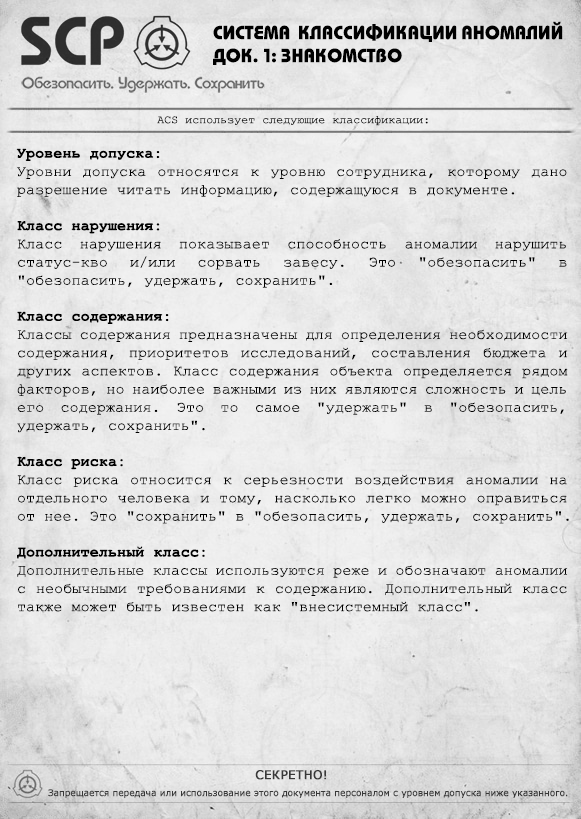 SCP
СИСТЕМА КЛАССИФИКАЦИИ АНОМАЛИЙ
ДОК. 1: ЗНАКОМСТВО
Обезопасить. Удержать. Сохранить
ACS использует следующие классификации:
Уровень допуска:
Уровни допуска относятся к уровню сотрудника, которому дано
разрешение читать информацию, содержащуюся в документе.
Класс нарушения:
Класс нарушения показывает способность аномалии нарушить
статус-кво и/или сорвать завесу. Это "обезопасить" в
"обезопасить, удержать, сохранить".
Класс содержания:
Классы содержания предназначены для определения необходимости
содержания, приоритетов исследований, составления бюджета и
других аспектов. Класс содержания объекта определяется рядом
факторов, но наиболее важными из них являются сложность и цель
его содержания. Это то самое "удержать" в "обезопасить,
удержать, сохранить".
Класс риска:
Класс риска относится к серьезности воздействия аномалии на
отдельного человека и тому, насколько легко можно оправиться
от нее. Это "сохранить" в "обезопасить, удержать, сохранить".
Дополнительный класс:
Дополнительные классы используются реже и обозначают аномалии
с необычными требованиями к содержанию. Дополнительный класс
также может быть известен как "внесистемный класс".
СЕКРЕТНО!
Запрещается передача или использование этого документа персоналом с уровнем допуска ниже указанного.